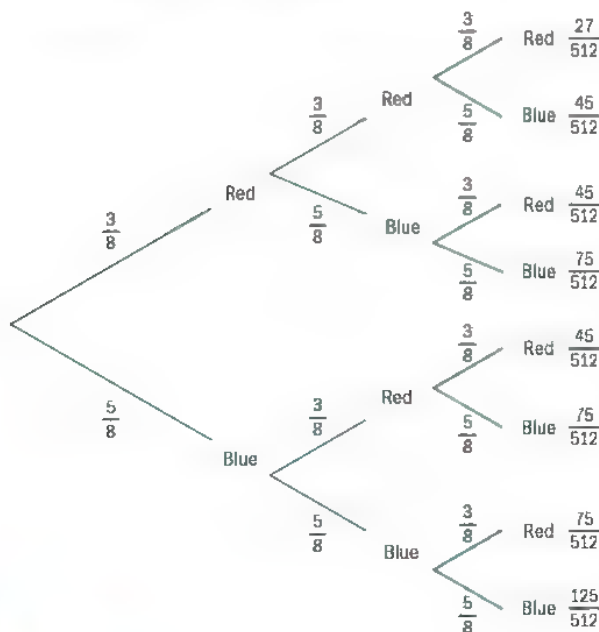 3/8 Red 27/512
Red
3/8 5/8 Blue 45/512
Red
3/8 5/8 3/8 Red 45/512
Blue
5/8 Blue 75/512
3/8 Red 45/512
5/8 3/8 Red
5/8 Blue 75/512
Blue
5/8 3/8 Red 75/512
Blue
5/8 Blue 125/512